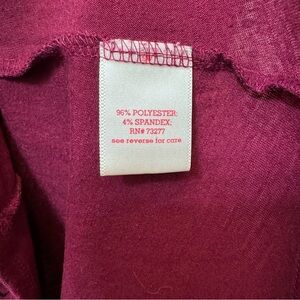 96% POLYESTER;
4% SPANDEX;
RN# 73277
see reverse for care